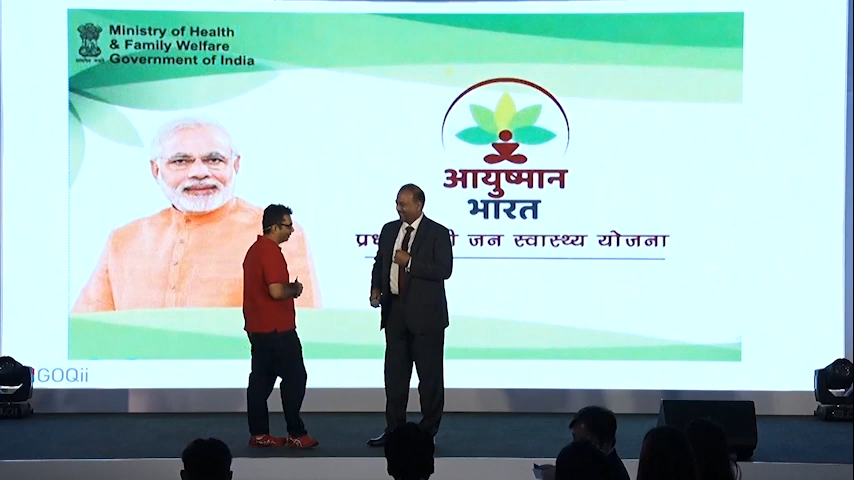 Ministry of Health
& Family Welfare
Government of India
आयुष्मान
भारत
जन स्वास्थ्य योजना
GOQii